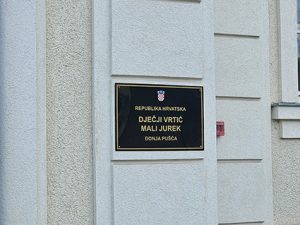 REPUBLIKA HRVATSKA
DJEČJI VRTIĆ
MALI JUREK
DONJA PUŠĆA